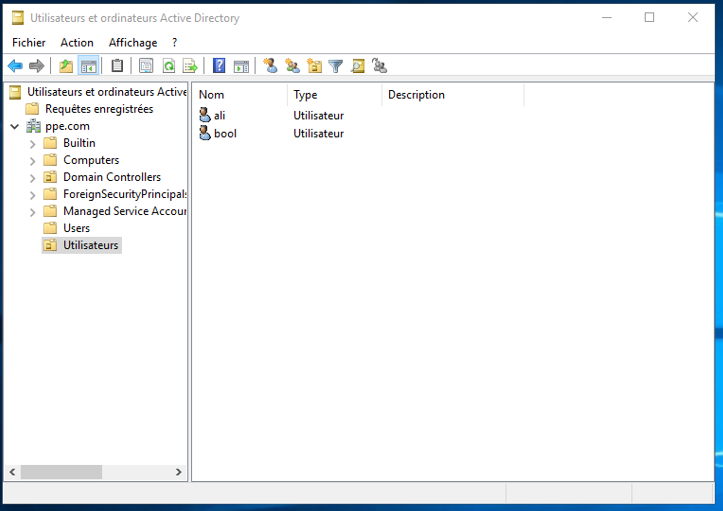 Utilisateurs et ordinateurs Active Directory
Fichier Action Affichage ?
Utilisateurs et ordinateurs Active
Requêtes enregistrées
ppe.com
Builtin
Computers
Domain Controllers
ForeignSecurityPrincipals
Managed Service Accour
Users
Utilisateurs
Nom Type Description
ali Utilisateur
bool Utilisateur